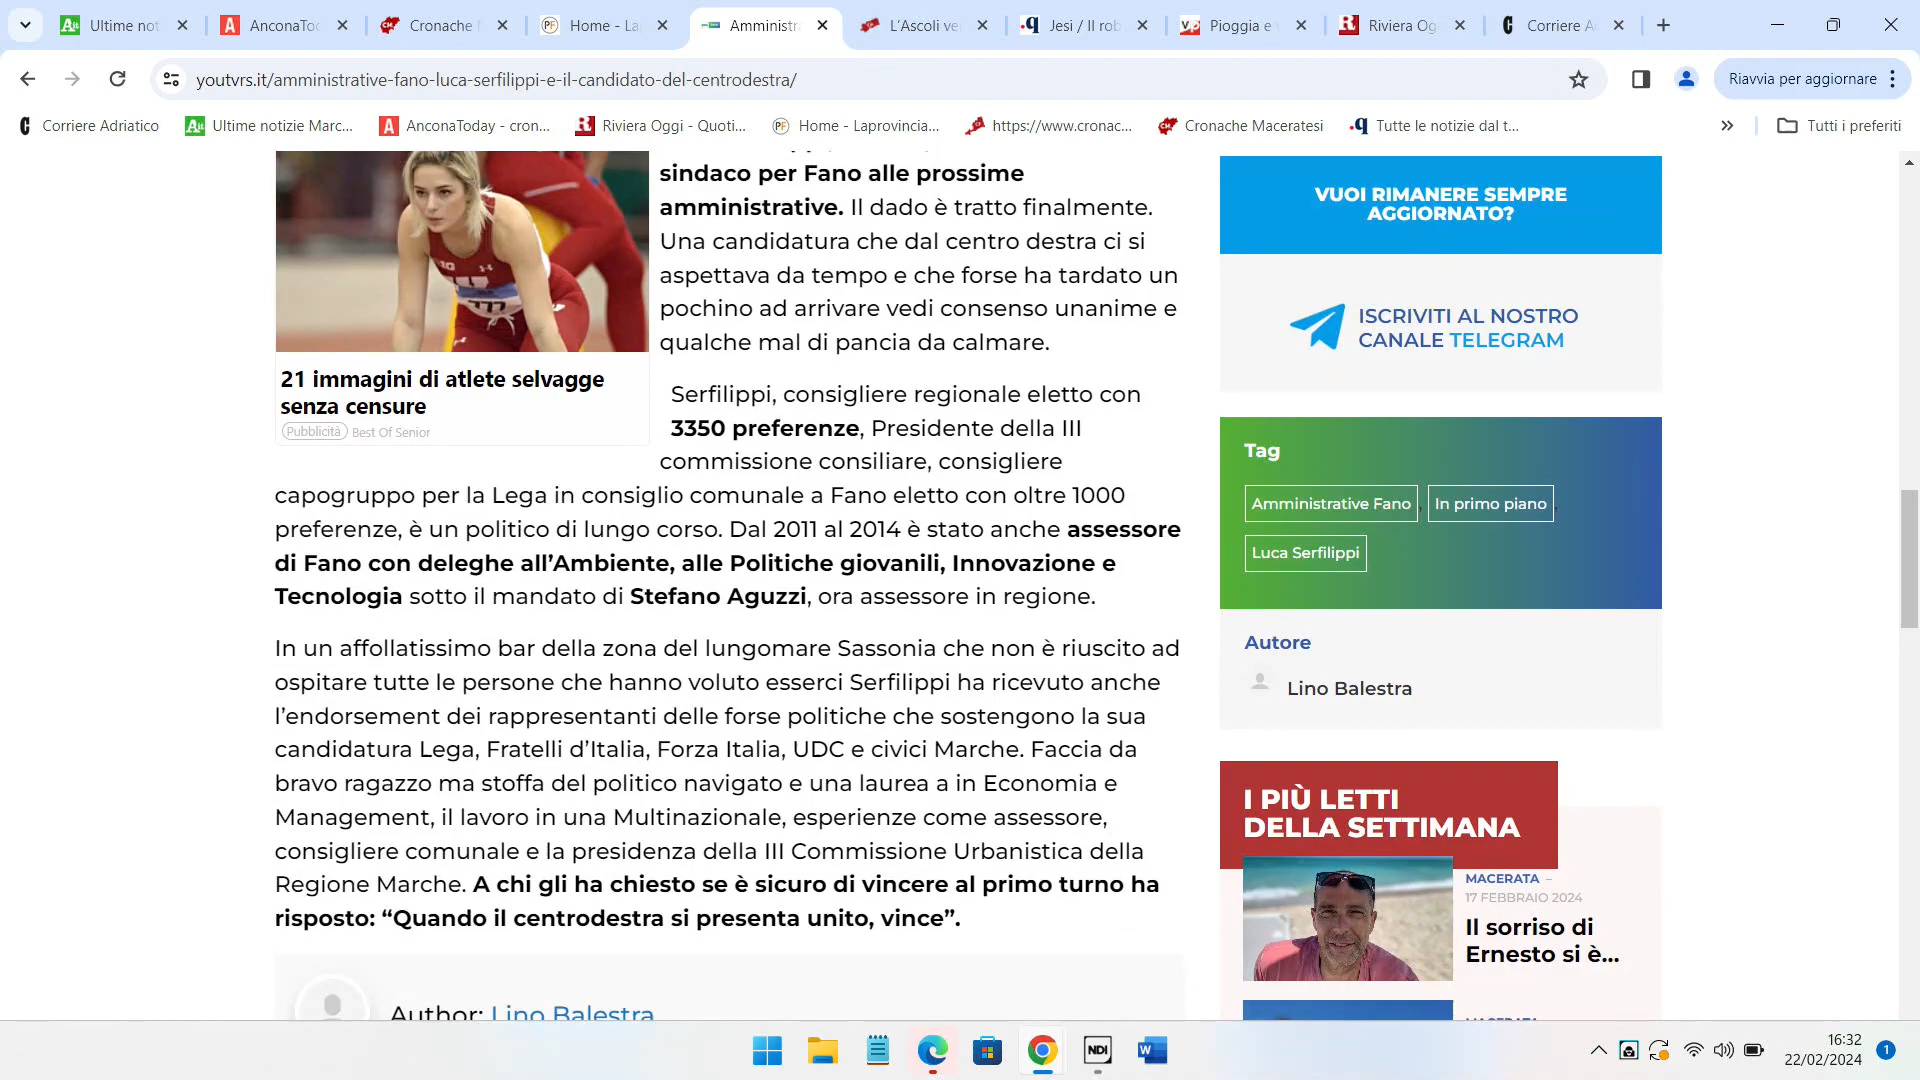 Ultime not
AnconaToc
Cronache
Home - La
Amministra
L'Ascoli ve
Jesi / Il rob
Pioggia e
Riviera Og
Corriere A
youtvrs.it/amministrative-fano-luca-serfilippi-e-il-candidato-del-centrodestra/
Riavvia per aggiornare
Corriere Adriatico
Ultime notizie Marc...
AnconaToday - cron...
Riviera Oggi - Quoti...
Home - Laprovincia...
https://www.cronac...
Cronache Maceratesi
Tutte le notizie dal t...
Tutti i preferiti
21 immagini di atlete selvagge
senza censure
Pubblicità Best Of Senior
sindaco per Fano alle prossime
amministrative. Il dado è tratto finalmente.
Una candidatura che dal centro destra ci si
aspettava da tempo e che forse ha tardato un
pochino ad arrivare vedi consenso unanime e
qualche mal di pancia da calmare.
Serfilippi, consigliere regionale eletto con
3350 preferenze, Presidente della III
commissione consiliare, consigliere
capogruppo per la Lega in consiglio comunale a Fano eletto con oltre 1000
preferenze, è un politico di lungo corso. Dal 2011 al 2014 è stato anche assessore
di Fano con deleghe all'Ambiente, alle Politiche giovanili, Innovazione e
Tecnologia sotto il mandato di Stefano Aguzzi, ora assessore in regione.
In un affollatissimo bar della zona del lungomare Sassonia che non è riuscito ad
ospitare tutte le persone che hanno voluto esserci Serfilippi ha ricevuto anche
l'endorsement dei rappresentanti delle forse politiche che sostengono la sua
candidatura Lega, Fratelli d'Italia, Forza Italia, UDC e civici Marche. Faccia da
bravo ragazzo ma stoffa del politico navigato e una laurea a in Economia e
Management, il lavoro in una Multinazionale, esperienze come assessore,
consigliere comunale e la presidenza della III Commissione Urbanistica della
Regione Marche. A chi gli ha chiesto se è sicuro di vincere al primo turno ha
risposto: “Quando il centrodestra si presenta unito, vince”.
Author: Lino Balestra
VUOI RIMANERE SEMPRE
AGGIORNATO?
ISCRIVITI AL NOSTRO
CANALE TELEGRAM
Tag
Amministrative Fano, In primo piano,
Luca Serfilippi
Autore
Lino Balestra
I PIÙ LETTI
DELLA SETTIMANA
MACERATA –
17 FEBBRAIO 2024
Il sorriso di
Ernesto si è...
NDI
16:32
22/02/2024
1